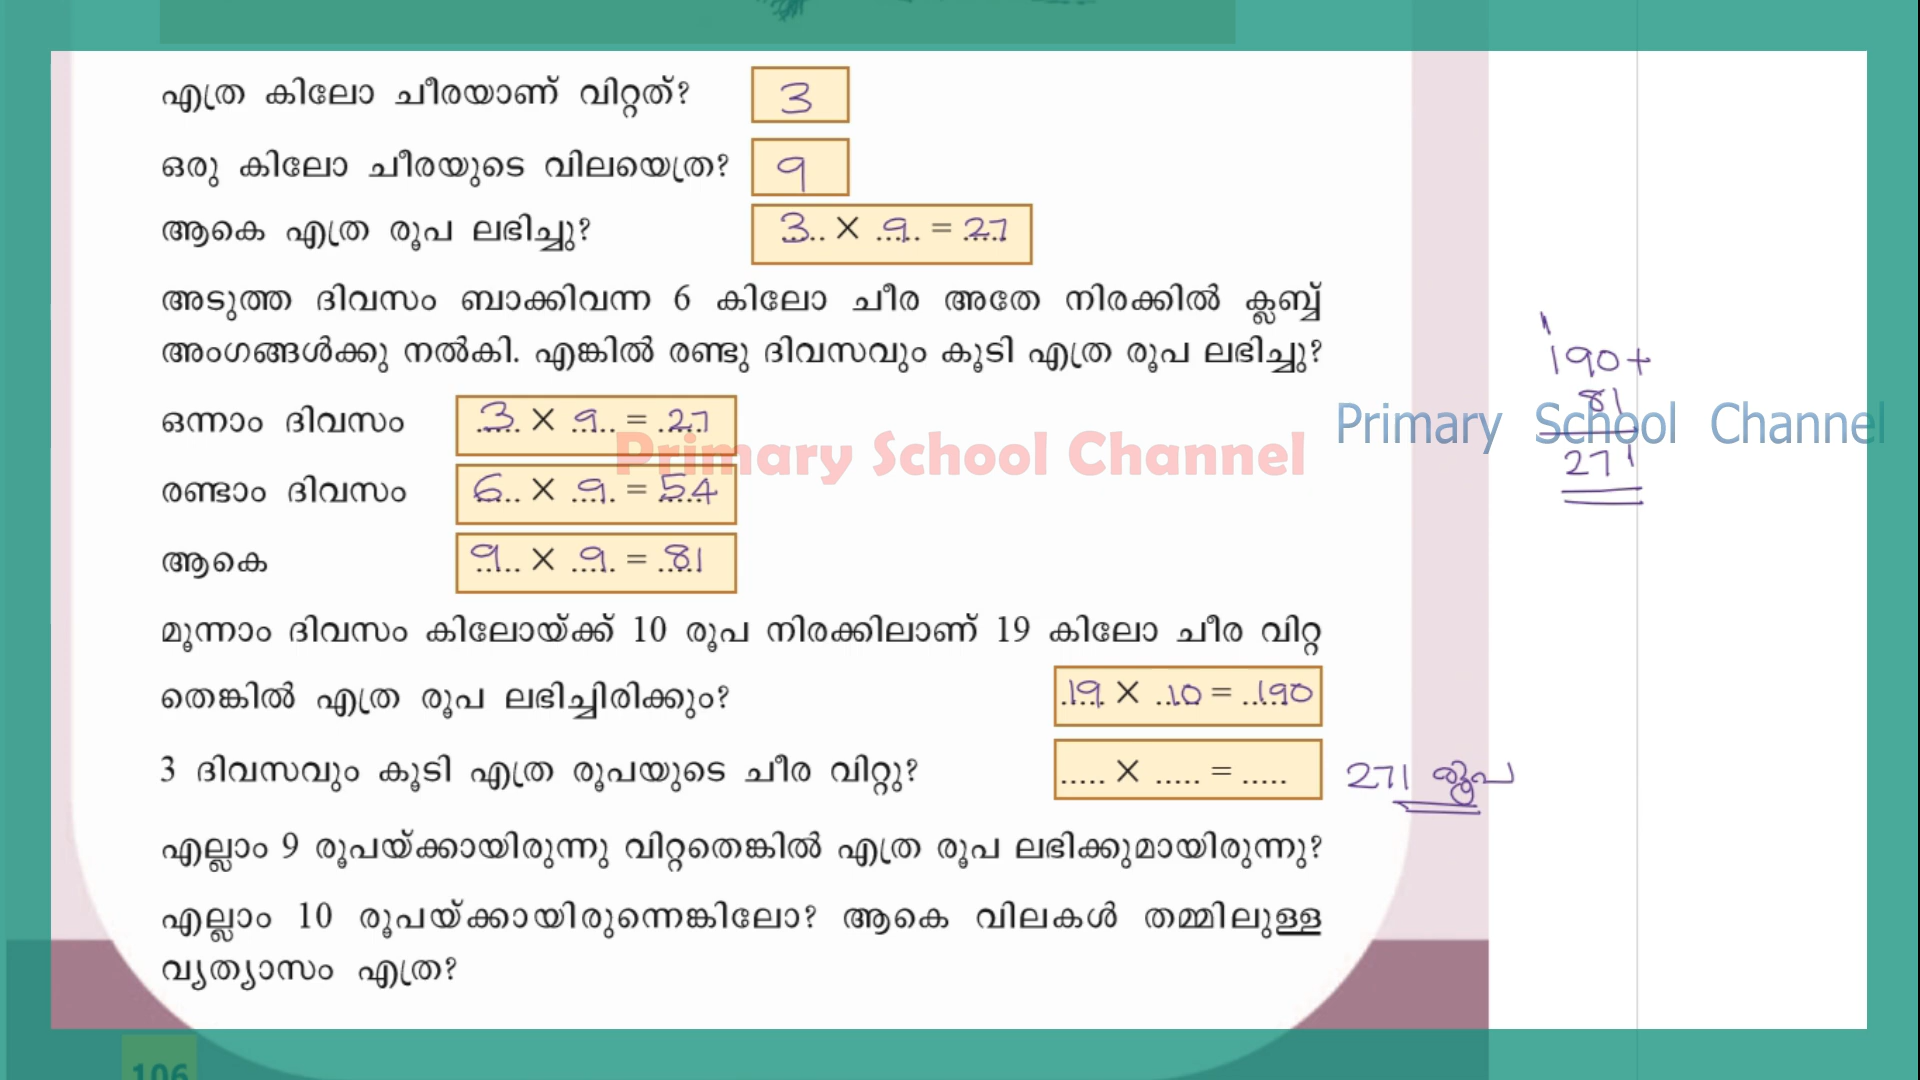 എത്ര കിലോ ചീരയാണ് വിറ്റത്? 3
ഒരു കിലോ ചീരയുടെ വിലയെത്ര? 9
ആകെ എത്ര രൂപ ലഭിച്ചു? 3 × 9 = 27
അടുത്ത ദിവസം ബാക്കിവന്ന 6 കിലോ ചീര അതേ നിരക്കിൽ ക്ലബ്ബ്
അംഗങ്ങൾക്കു നൽകി. എങ്കിൽ രണ്ടു ദിവസവും കൂടി എത്ര രൂപ ലഭിച്ചു?
ഒന്നാം ദിവസം 3 × 9 = 27
രണ്ടാം ദിവസം 6 × 9 = 54
ആകെ 9 × 9 = 81
മൂന്നാം ദിവസം കിലോയ്ക്ക് 10 രൂപ നിരക്കിലാണ് 19 കിലോ ചീര വിറ്റ
തെങ്കിൽ എത്ര രൂപ ലഭിച്ചിരിക്കും? 19 × 10 = 190
3 ദിവസവും കൂടി എത്ര രൂപയുടെ ചീര വിറ്റു? ..... × ..... = ..... 271 രൂപ
എല്ലാം 9 രൂപയ്ക്കായിരുന്നു വിറ്റതെങ്കിൽ എത്ര രൂപ ലഭിക്കുമായിരുന്നു?
എല്ലാം 10 രൂപയ്ക്കായിരുന്നെങ്കിലോ? ആകെ വിലകൾ തമ്മിലുള്ള
വ്യത്യാസം എത്ര?
1
190+
81
271
Primary School Channel
Primary School Channel
106